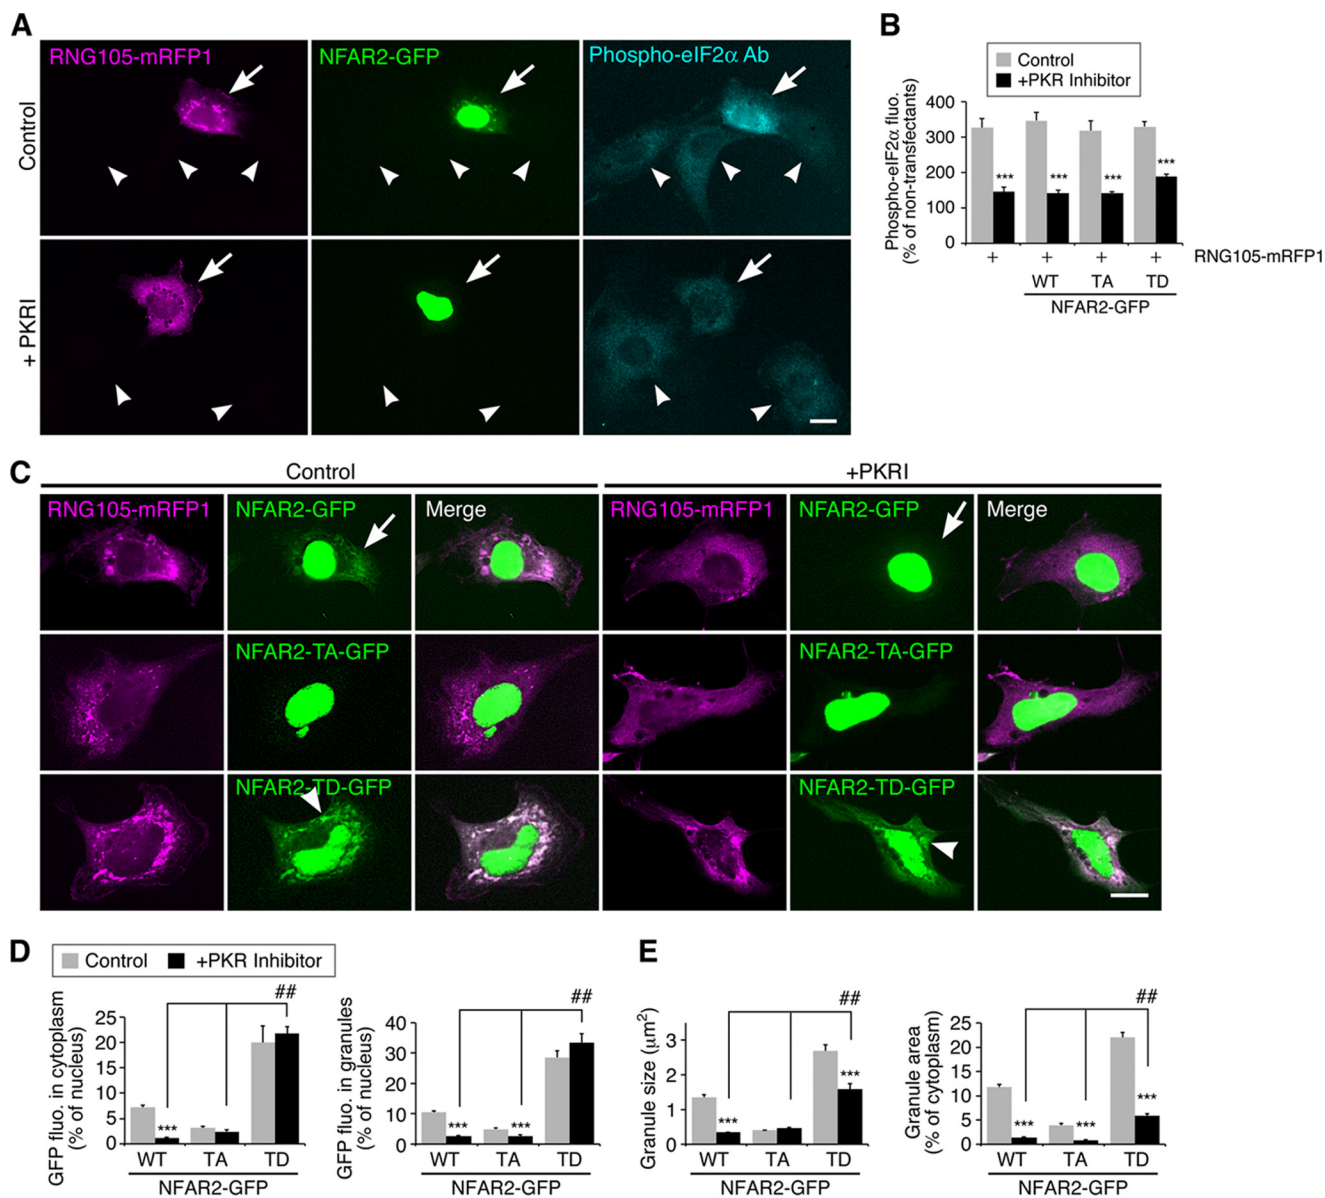 A
RNG105-mRFP1
NFAR2-GFP
Phospho-eIF2α Ab
Control
+ PKRI
B
Control
+PKR Inhibitor
Phospho-eIF2α fluo.
(% of non-transfectants)
400
300
200
100
0
***
***
***
***
+ + + + RNG105-mRFP1
WT TA TD
NFAR2-GFP
C
Control
+PKRI
RNG105-mRFP1
NFAR2-GFP
Merge
RNG105-mRFP1
NFAR2-GFP
Merge
NFAR2-TA-GFP
NFAR2-TA-GFP
NFAR2-TD-GFP
NFAR2-TD-GFP
D
Control
+PKR Inhibitor
GFP fluo. in cytoplasm
(% of nucleus)
25
20
15
10
5
0
##
***
WT TA TD
NFAR2-GFP
GFP fluo. in granules
(% of nucleus)
40
30
20
10
0
##
***
***
WT TA TD
NFAR2-GFP
E
Granule size (µm2)
3
2
1
0
##
***
***
WT TA TD
NFAR2-GFP
Granule area
(% of cytoplasm)
25
20
15
10
5
0
##
***
***
***
WT TA TD
NFAR2-GFP